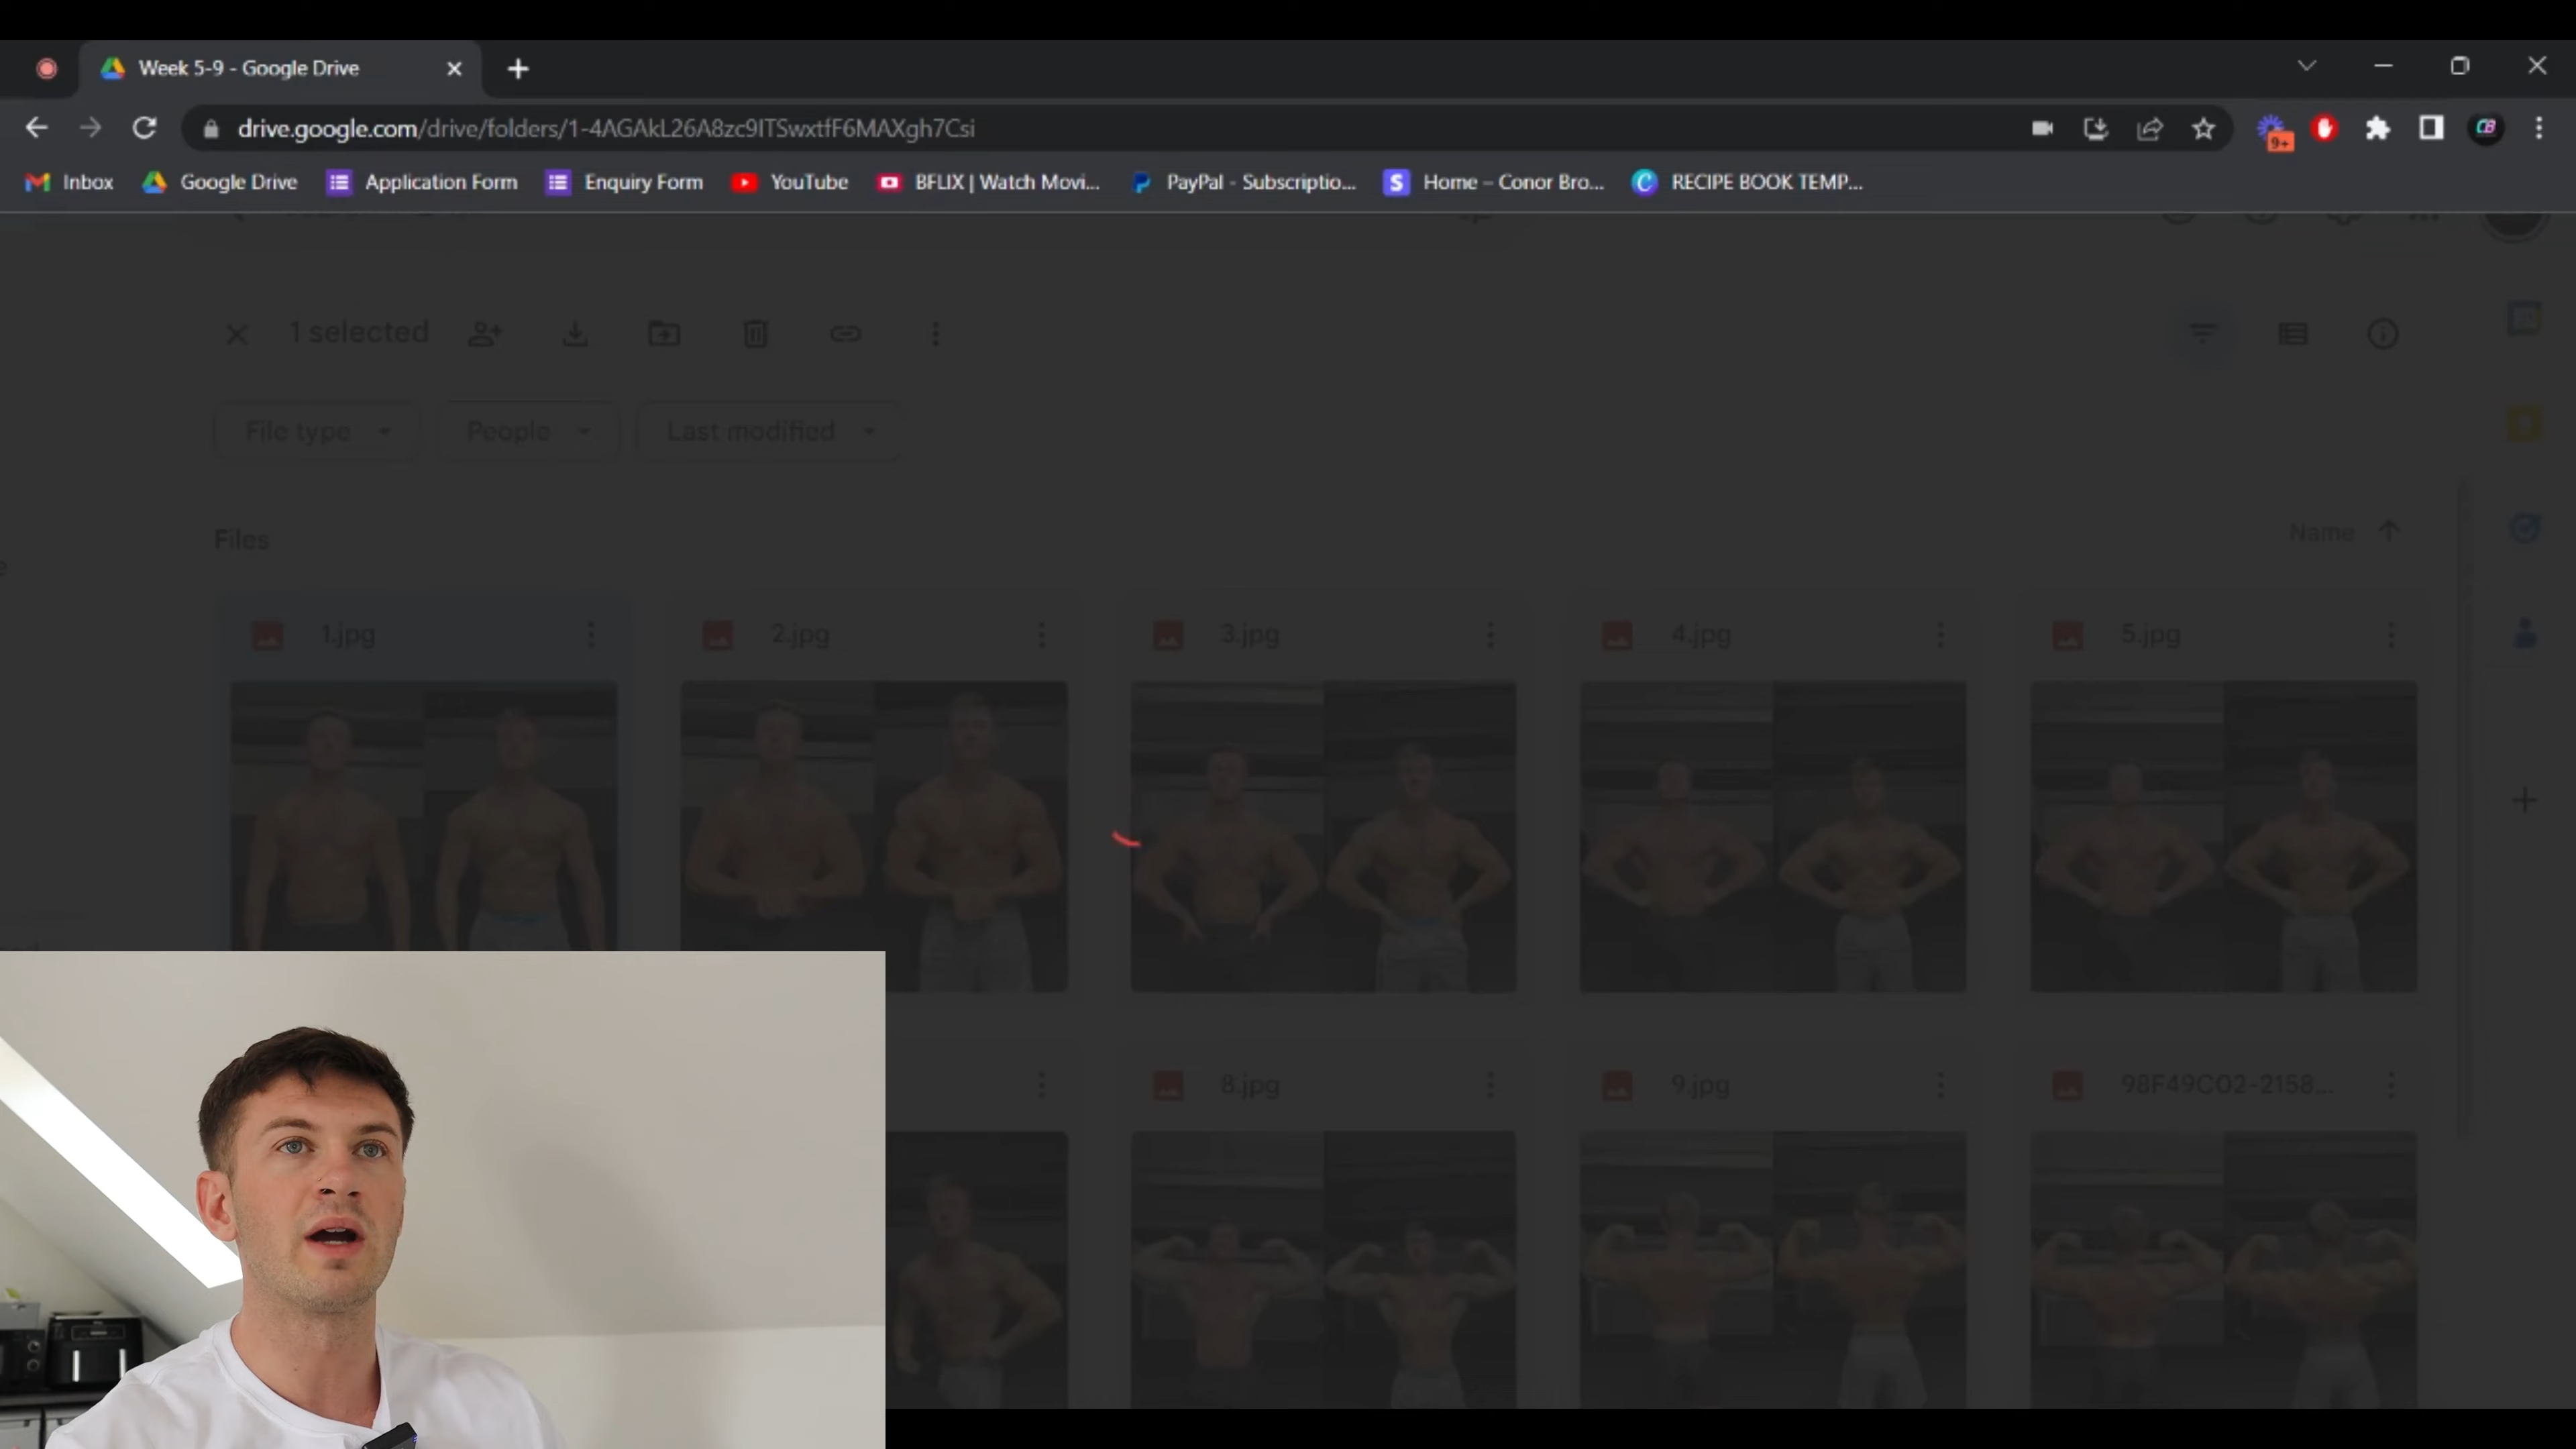 Week 5-9 - Google Drive
drive.google.com/drive/folders/1-4AGAkL26A8zc9ITSwxtfF6MAXgh7Csi
9+
CB
Inbox
Google Drive
Application Form
Enquiry Form
YouTube
BFLIX | Watch Movi...
PayPal - Subscriptio...
Home – Conor Bro...
RECIPE BOOK TEMP...
1 selected
File type
People
Last modified
Files
Name
1.jpg
2.jpg
3.jpg
4.jpg
5.jpg
8.jpg
9.jpg
98F49C02-2158...